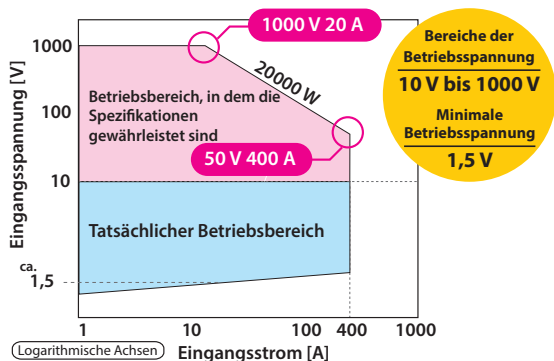 1000 V 20 A
Bereiche der
Betriebsspannung
10 V bis 1000 V
Minimale
Betriebsspannung
1,5 V
Eingangsspannung [V]
1000
100
10
ca.
1,5
20000 W
Betriebsbereich, in dem die
Spezifikationen
gewährleistet sind
50 V 400 A
Tatsächlicher Betriebsbereich
1
10
100
400
1000
Logarithmische Achsen
Eingangsstrom [A]